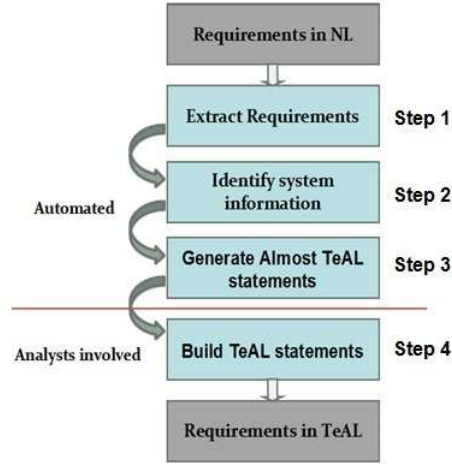 Requirements in NL
Extract Requirements
Step 1
Identify system
information
Step 2
Automated
Generate Almost TeAL
statements
Step 3
Analysts involved
Build TeAL statements
Step 4
Requirements in TeAL